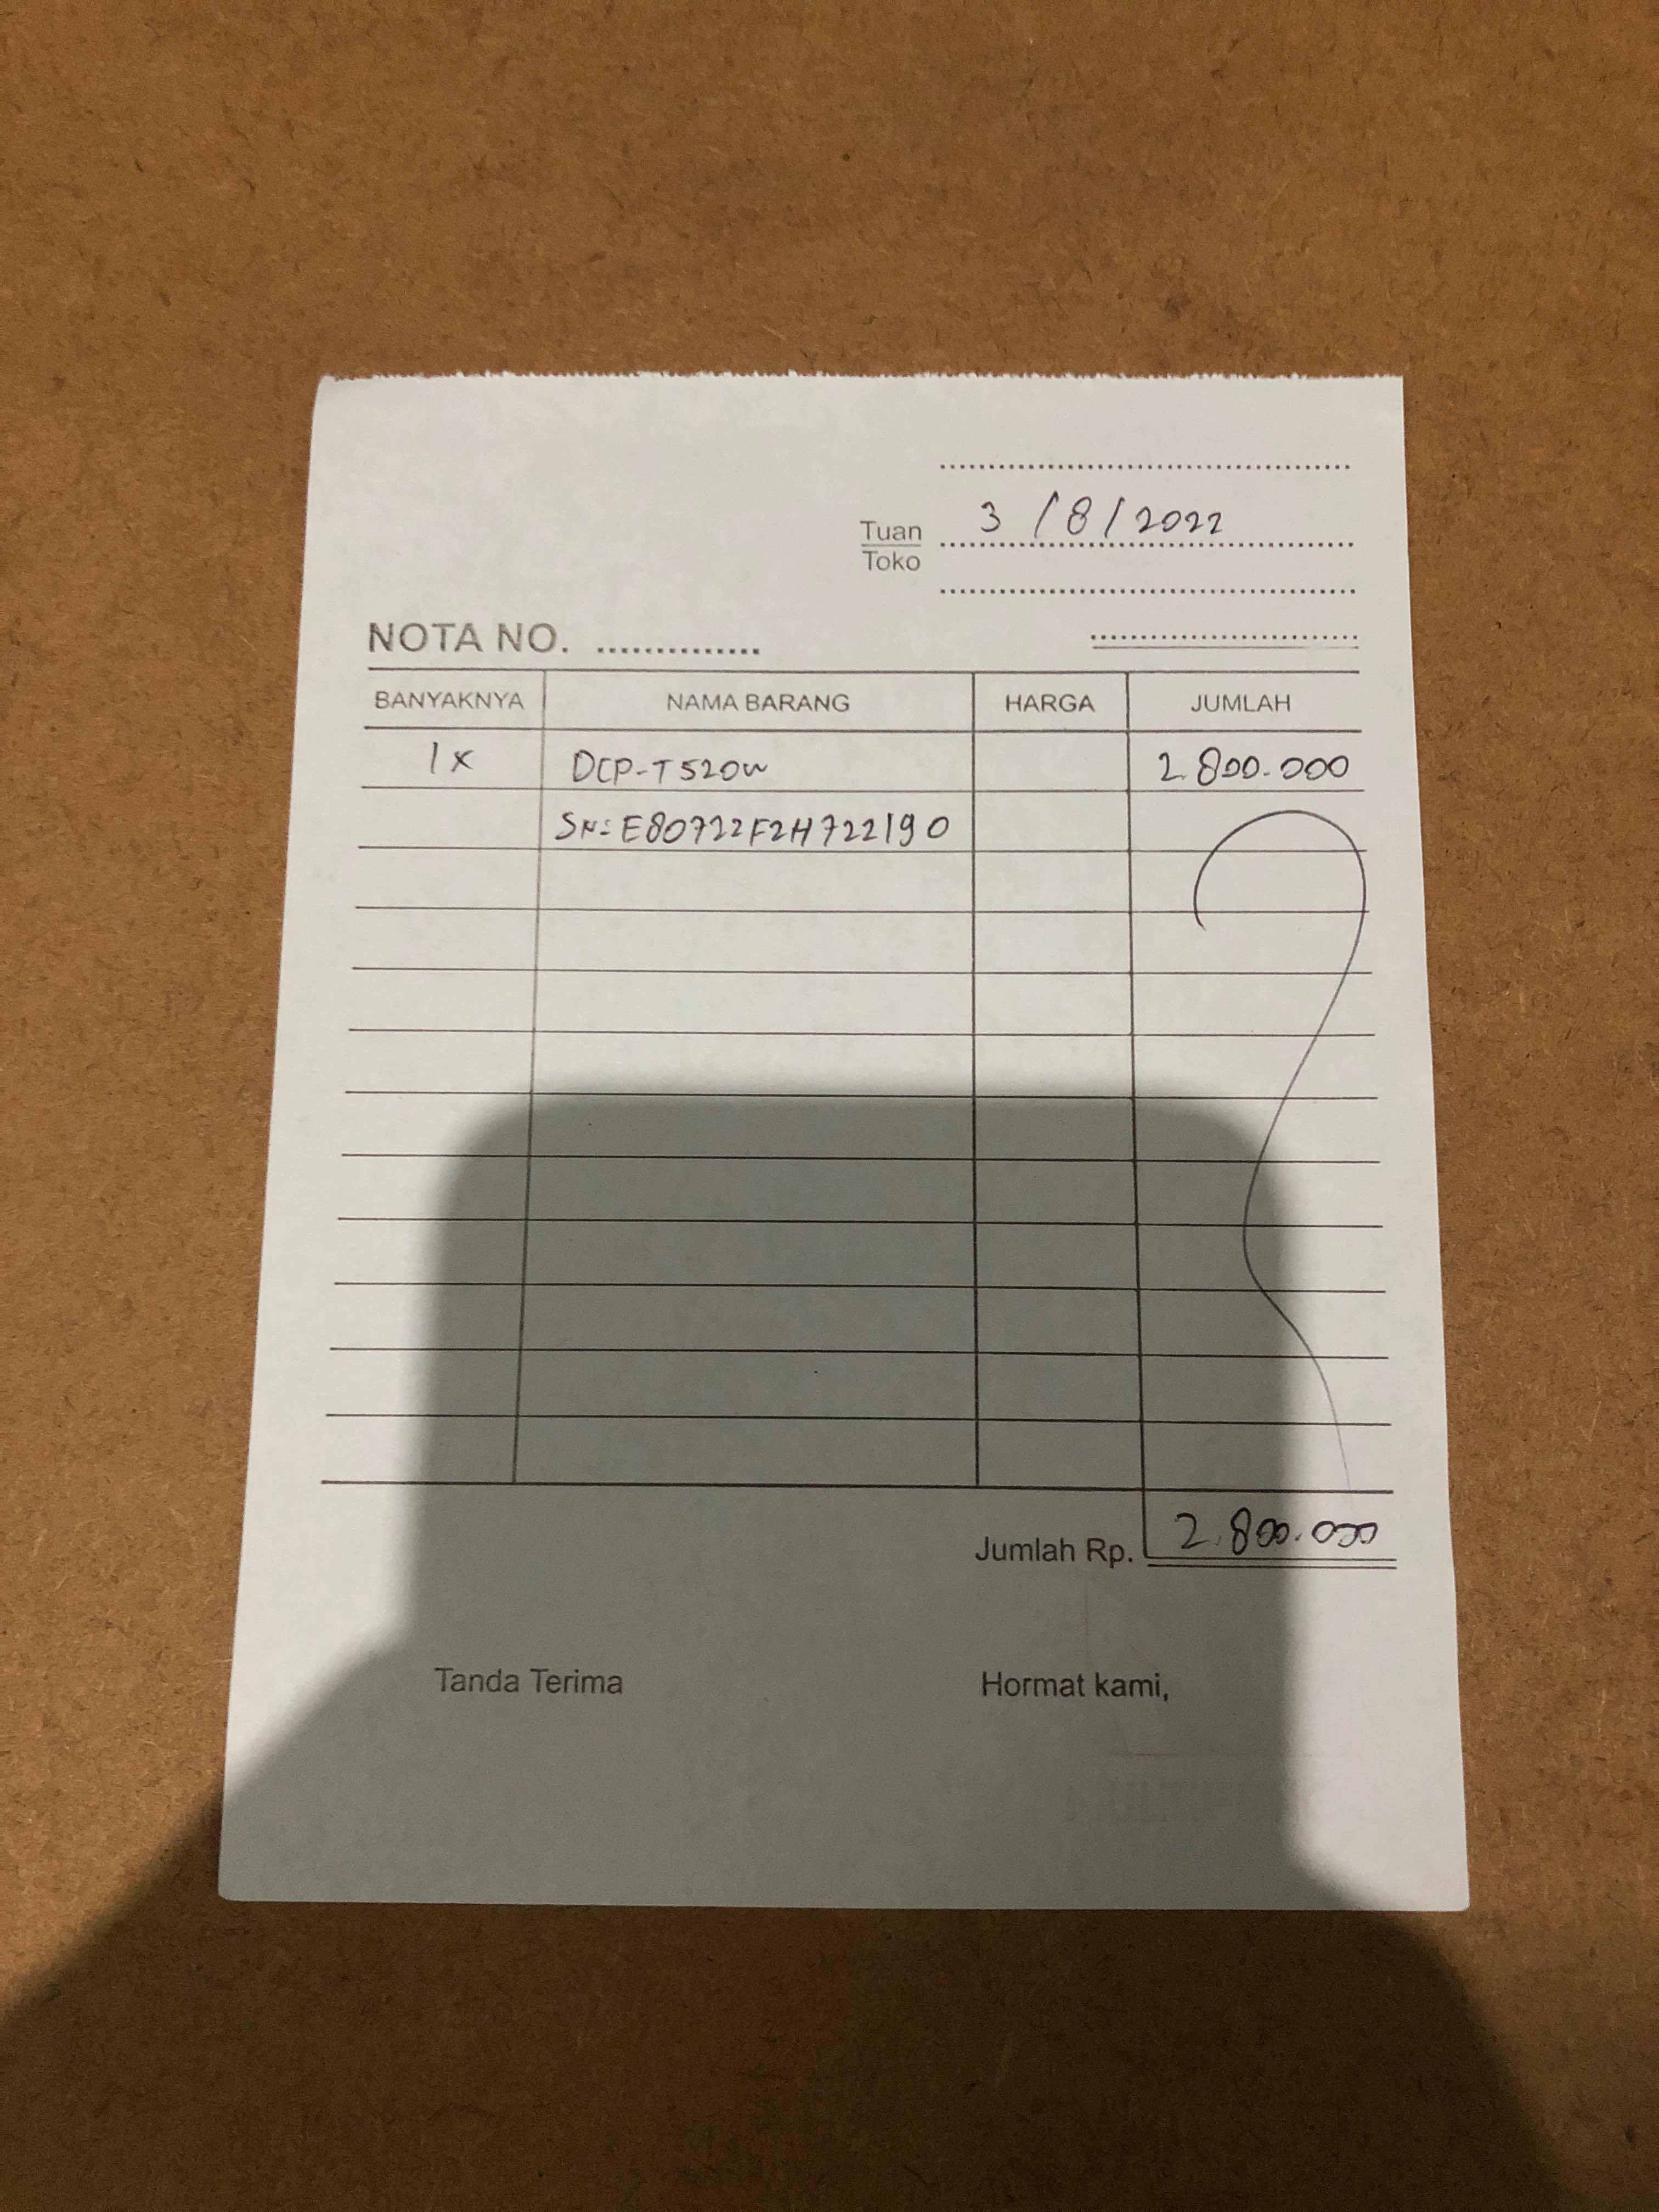 3/8/2022
Tuan
Toko
NOTA NO.
BANYAKNYA NAMA BARANG HARGA JUMLAH
1x DCP-T520W 2.800.000
SN: E80722F2H722190
Jumlah Rp. 2.800.000
Tanda Terima Hormat kami,